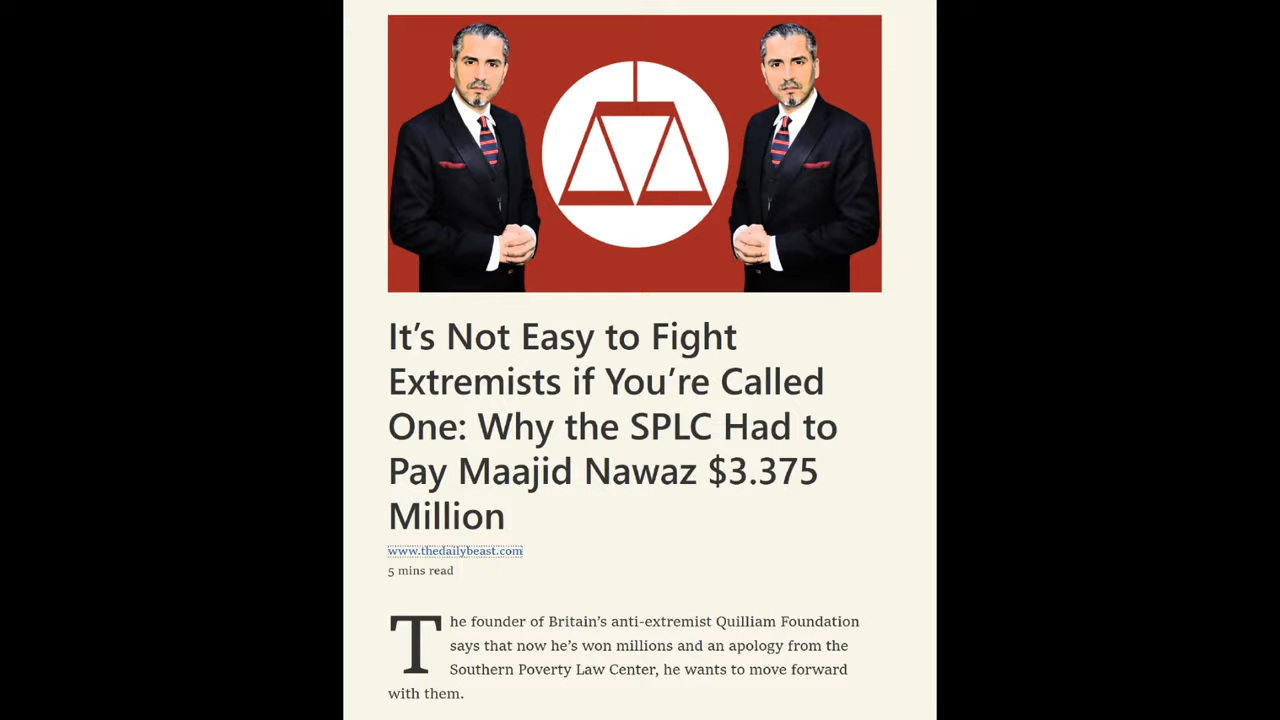 It’s Not Easy to Fight
Extremists if You’re Called
One: Why the SPLC Had to
Pay Maajid Nawaz $3.375
Million
www.thedailybeast.com
5 mins read
The founder of Britain’s anti-extremist Quilliam Foundation
says that now he’s won millions and an apology from the
Southern Poverty Law Center, he wants to move forward
with them.